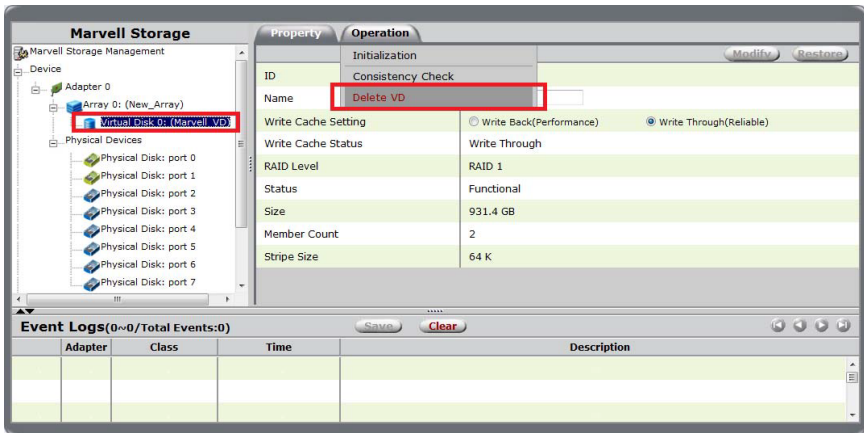 Marvell Storage
Property
Operation
Marvell Storage Management
Device
Adapter 0
Array 0: (New_Array)
Virtual Disk 0: (Marvell_VD)
Physical Devices
Physical Disk: port 0
Physical Disk: port 1
Physical Disk: port 2
Physical Disk: port 3
Physical Disk: port 4
Physical Disk: port 5
Physical Disk: port 6
Physical Disk: port 7
Initialization
Consistency Check
Delete VD
Modify
Restore
ID
Name
Write Cache Setting Write Back(Performance) Write Through(Reliable)
Write Cache Status Write Through
RAID Level RAID 1
Status Functional
Size 931.4 GB
Member Count 2
Stripe Size 64 K
Event Logs(0~0/Total Events:0) Save Clear
Adapter Class Time Description